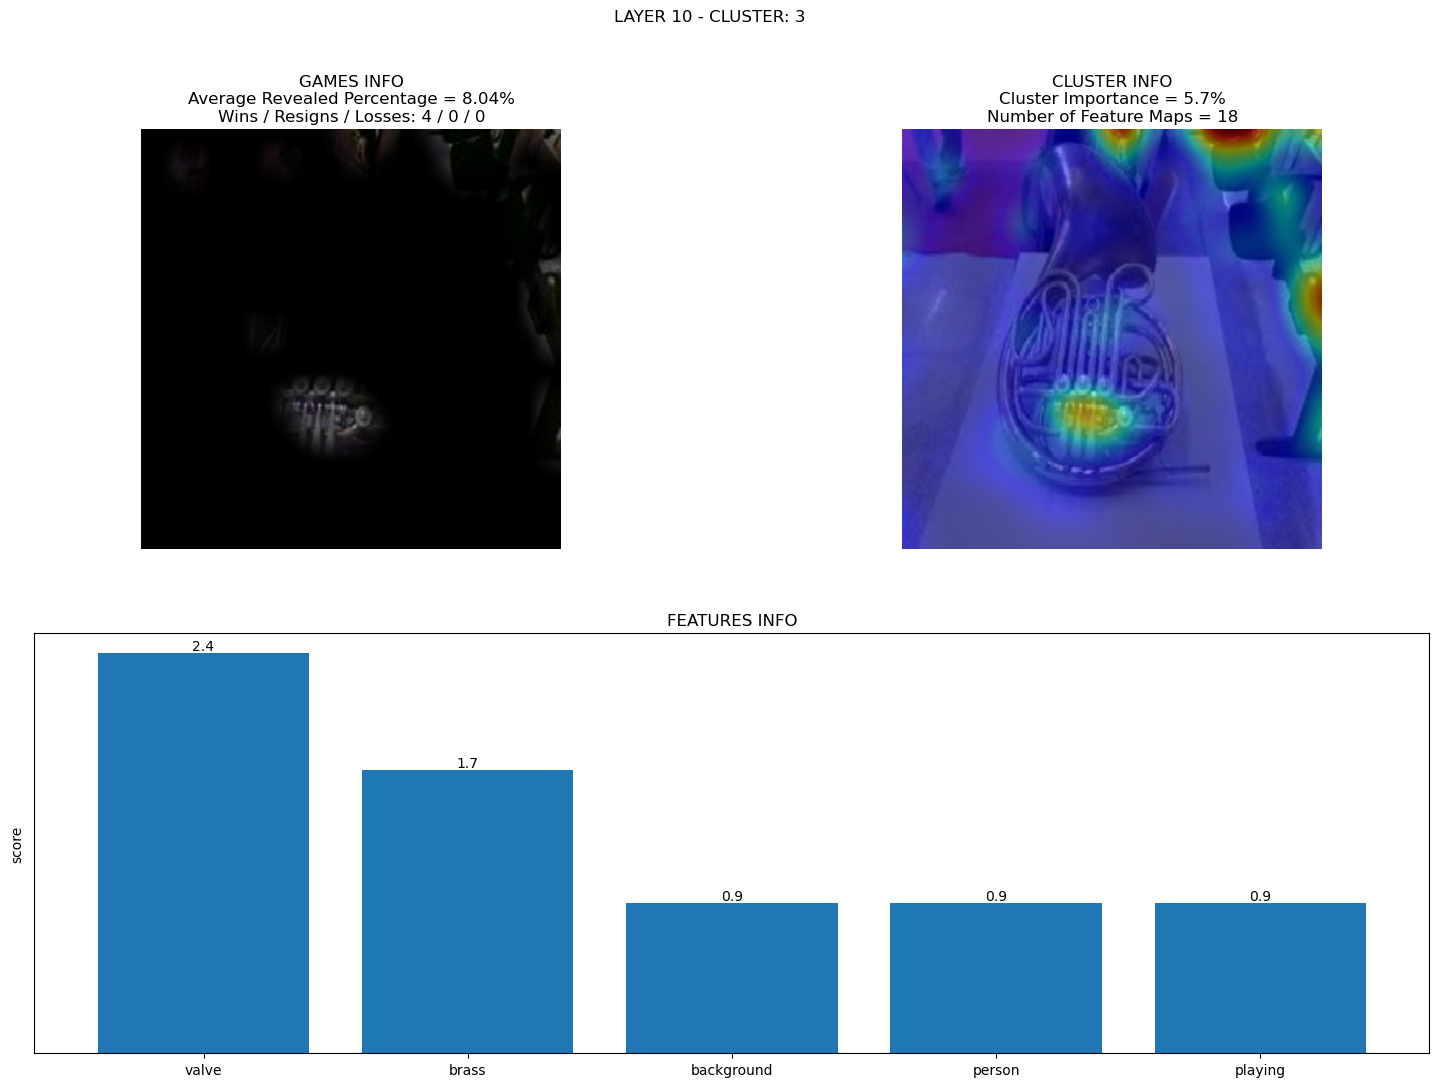 LAYER 10 - CLUSTER: 3
GAMES INFO
Average Revealed Percentage = 8.04%
Wins / Resigns / Losses: 4 / 0 / 0
CLUSTER INFO
Cluster Importance = 5.7%
Number of Feature Maps = 18
FEATURES INFO
score
2.4
1.7
0.9
0.9
0.9
valve
brass
background
person
playing